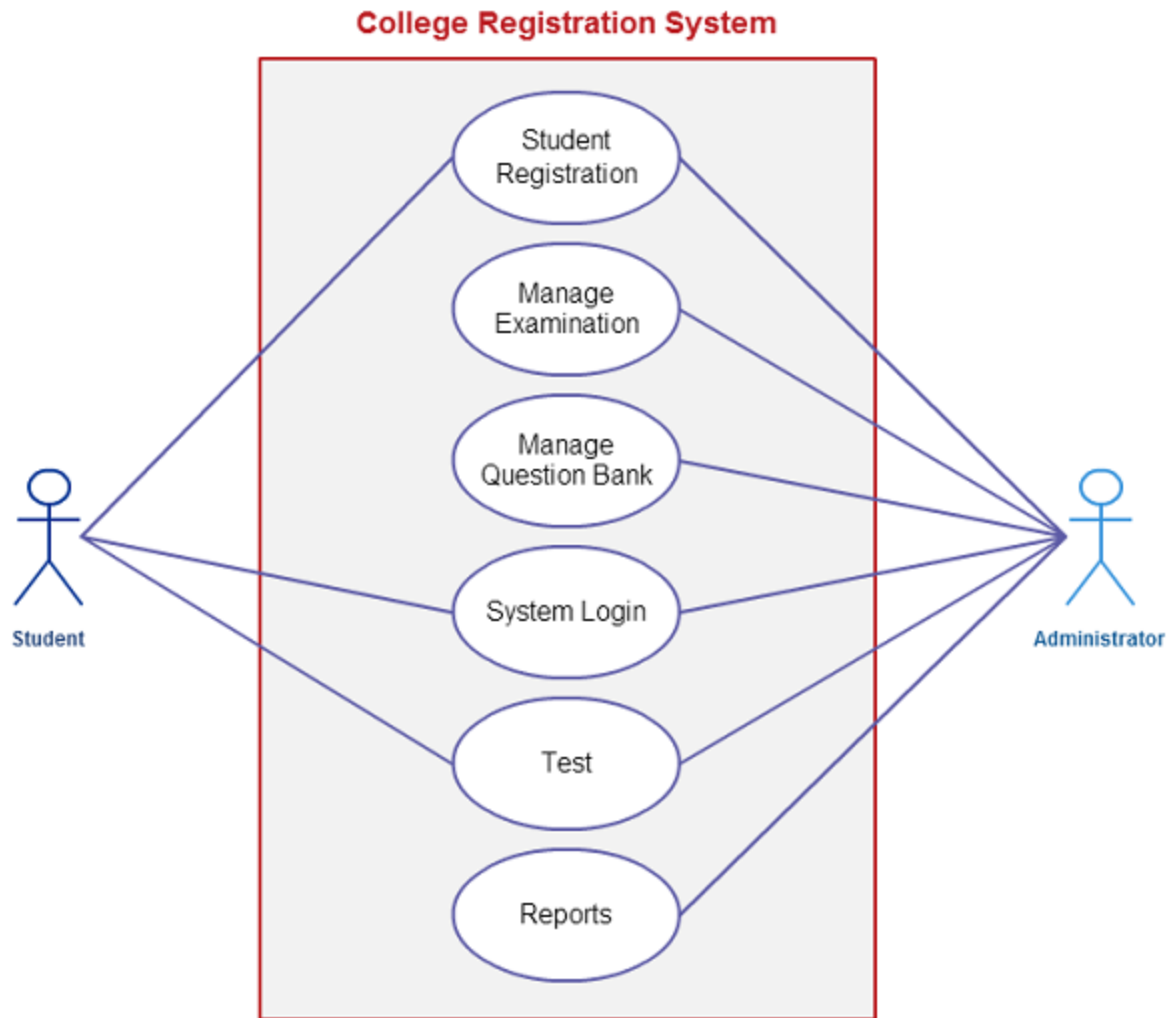 College Registration System
Student
Registration
Manage
Examination
Manage
Question Bank
System Login
Student
Administrator
Test
Reports